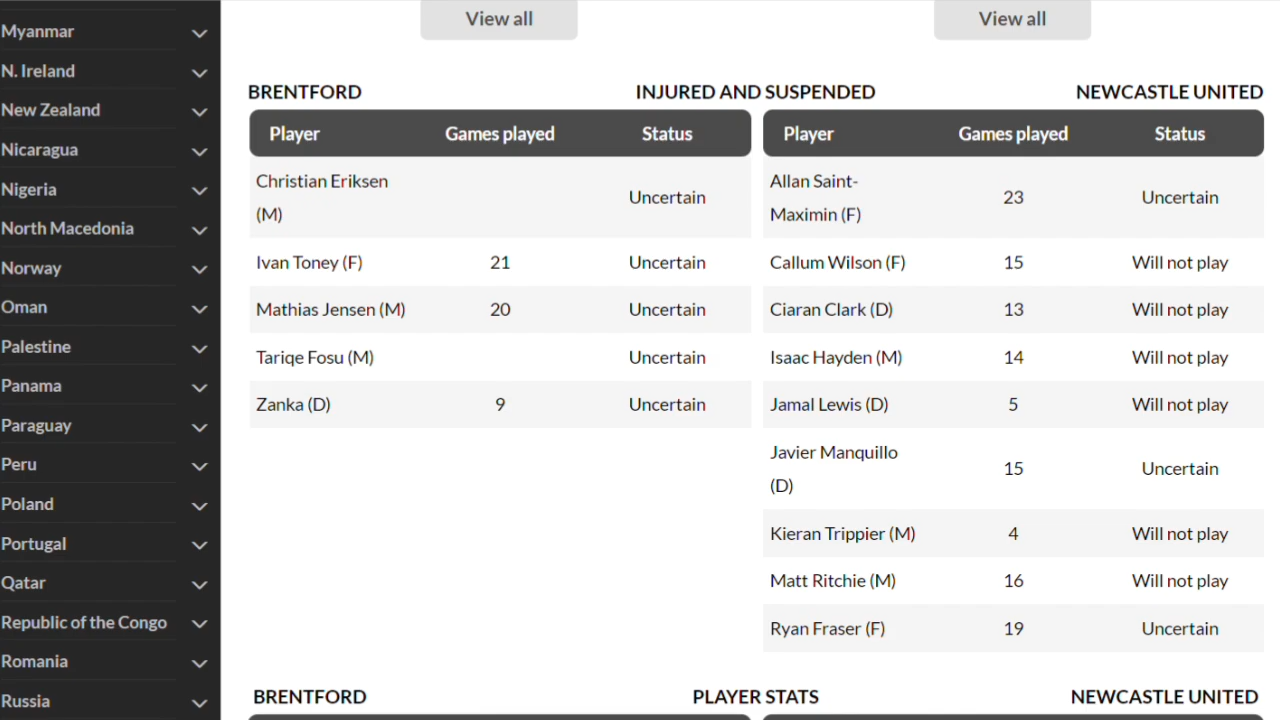 Myanmar
N. Ireland
New Zealand
Nicaragua
Nigeria
North Macedonia
Norway
Oman
Palestine
Panama
Paraguay
Peru
Poland
Portugal
Qatar
Republic of the Congo
Romania
Russia
View all View all
BRENTFORD INJURED AND SUSPENDED NEWCASTLE UNITED
Player Games played Status
Christian Eriksen
(M) Uncertain
Ivan Toney (F) 21 Uncertain
Mathias Jensen (M) 20 Uncertain
Tariqe Fosu (M) Uncertain
Zanka (D) 9 Uncertain
Player Games played Status
Allan Saint-
Maximin (F) 23 Uncertain
Callum Wilson (F) 15 Will not play
Ciaran Clark (D) 13 Will not play
Isaac Hayden (M) 14 Will not play
Jamal Lewis (D) 5 Will not play
Javier Manquillo
(D) 15 Uncertain
Kieran Trippier (M) 4 Will not play
Matt Ritchie (M) 16 Will not play
Ryan Fraser (F) 19 Uncertain
BRENTFORD PLAYER STATS NEWCASTLE UNITED